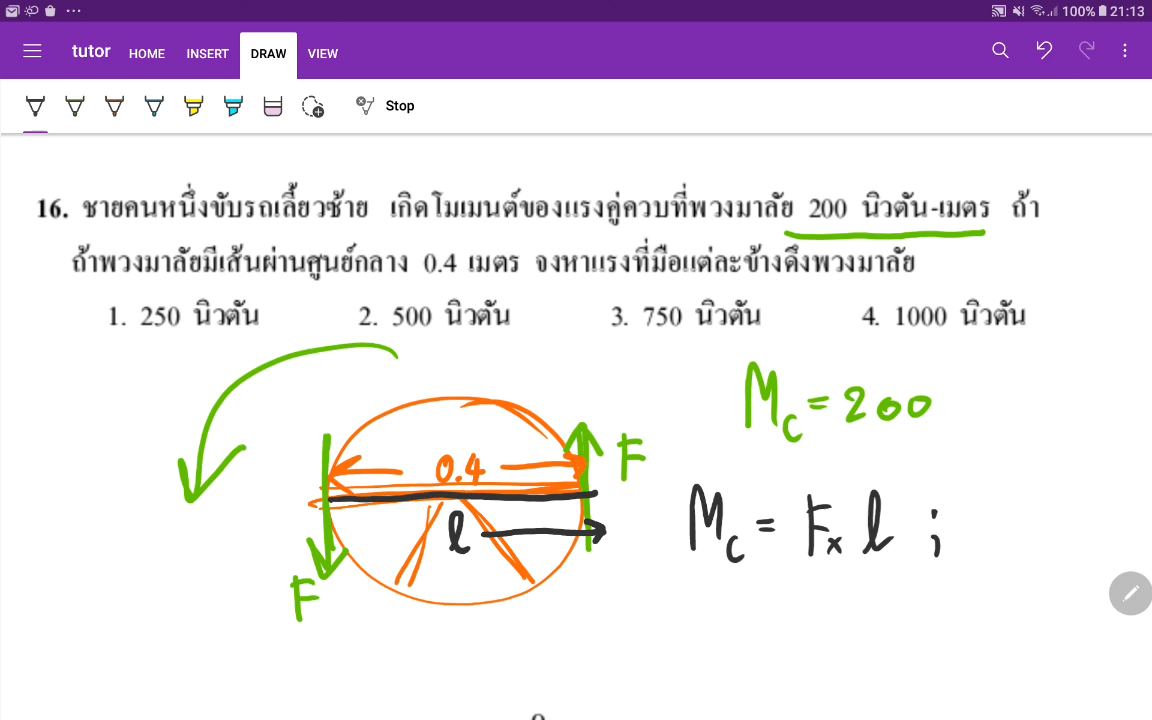 100% 21:13
tutor HOME INSERT DRAW VIEW
Stop
16. ชายคนหนึ่งขับรถเลี้ยวซ้าย เกิดโมเมนต์ของแรงคู่ควบที่พวงมาลัย 200 นิวตัน-เมตร ถ้า
ถ้าพวงมาลัยมีเส้นผ่านศูนย์กลาง 0.4 เมตร จงหาแรงที่มือแต่ละข้างดึงพวงมาลัย
1. 250 นิวตัน 2. 500 นิวตัน 3. 750 นิวตัน 4. 1000 นิวตัน
Mc = 200
0.4 F
l
Mc = F x l ;
F